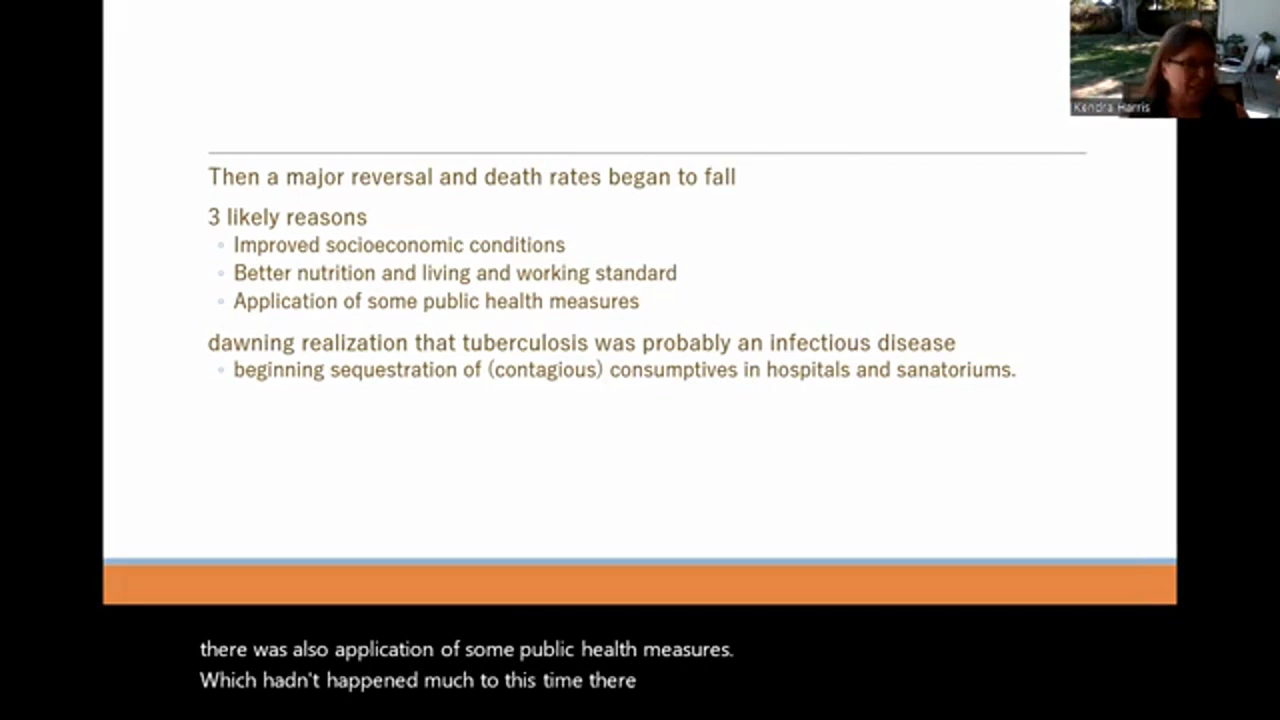 Kendra Harris
Then a major reversal and death rates began to fall
3 likely reasons
Improved socioeconomic conditions
Better nutrition and living and working standard
Application of some public health measures
dawning realization that tuberculosis was probably an infectious disease
beginning sequestration of (contagious) consumptives in hospitals and sanatoriums.
there was also application of some public health measures.
Which hadn't happened much to this time there